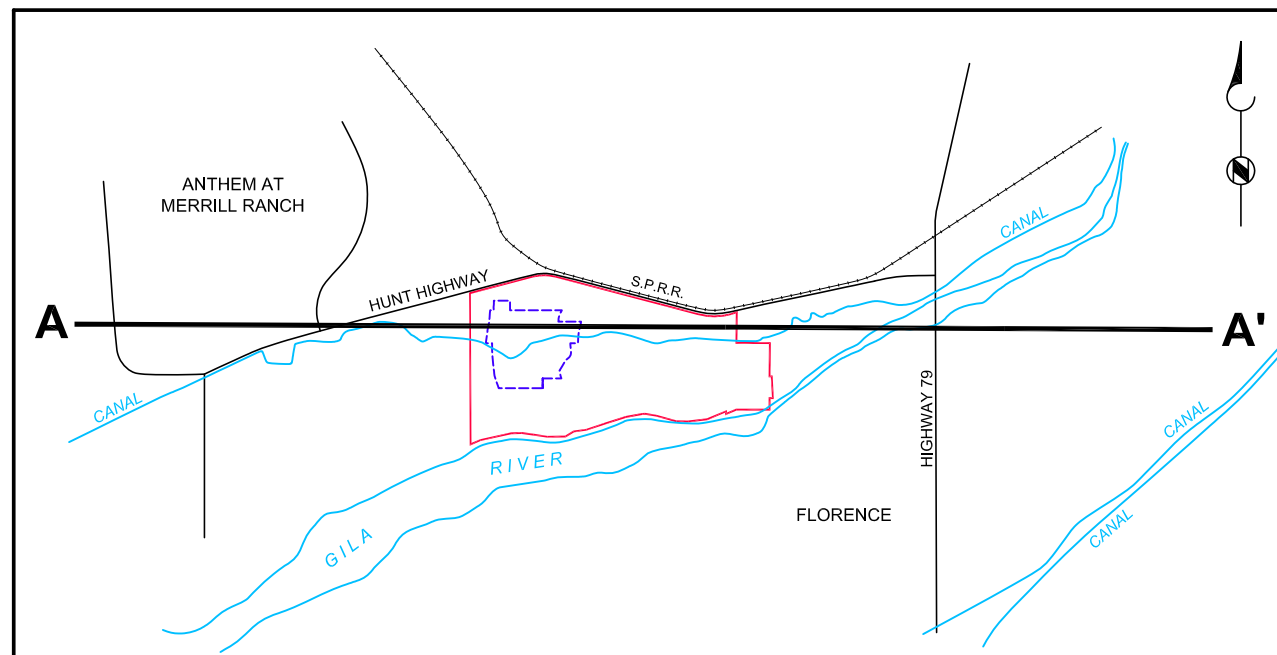 ANTHEM AT
MERRILL RANCH
CANAL
S.P.R.R.
HUNT HIGHWAY
A
A'
CANAL
CANAL
HIGHWAY 79
RIVER
FLORENCE
CANAL
GILA
N